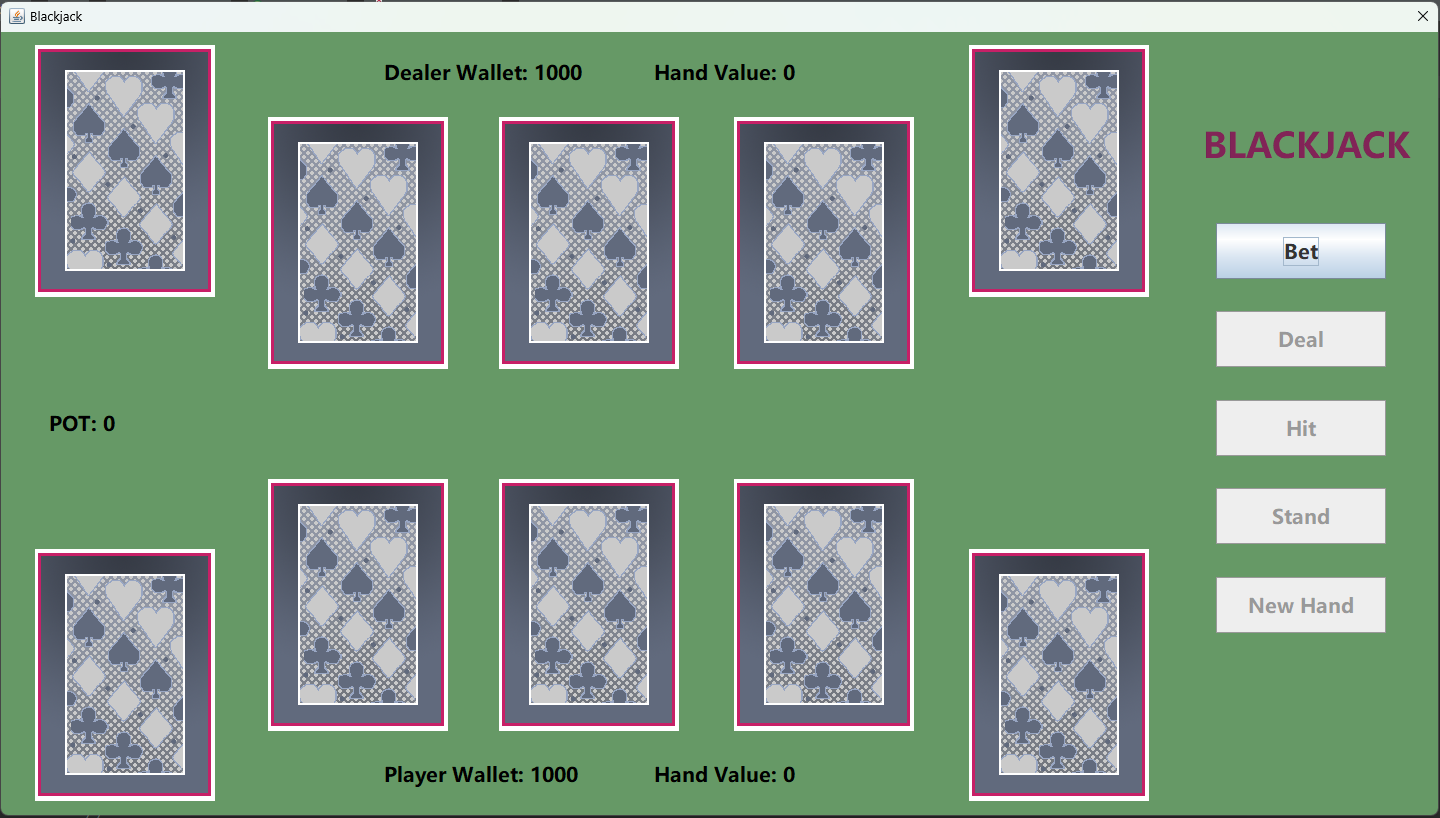 Blackjack
Dealer Wallet: 1000
Hand Value: 0
BLACKJACK
Bet
Deal
POT: 0
Hit
Stand
New Hand
Player Wallet: 1000
Hand Value: 0